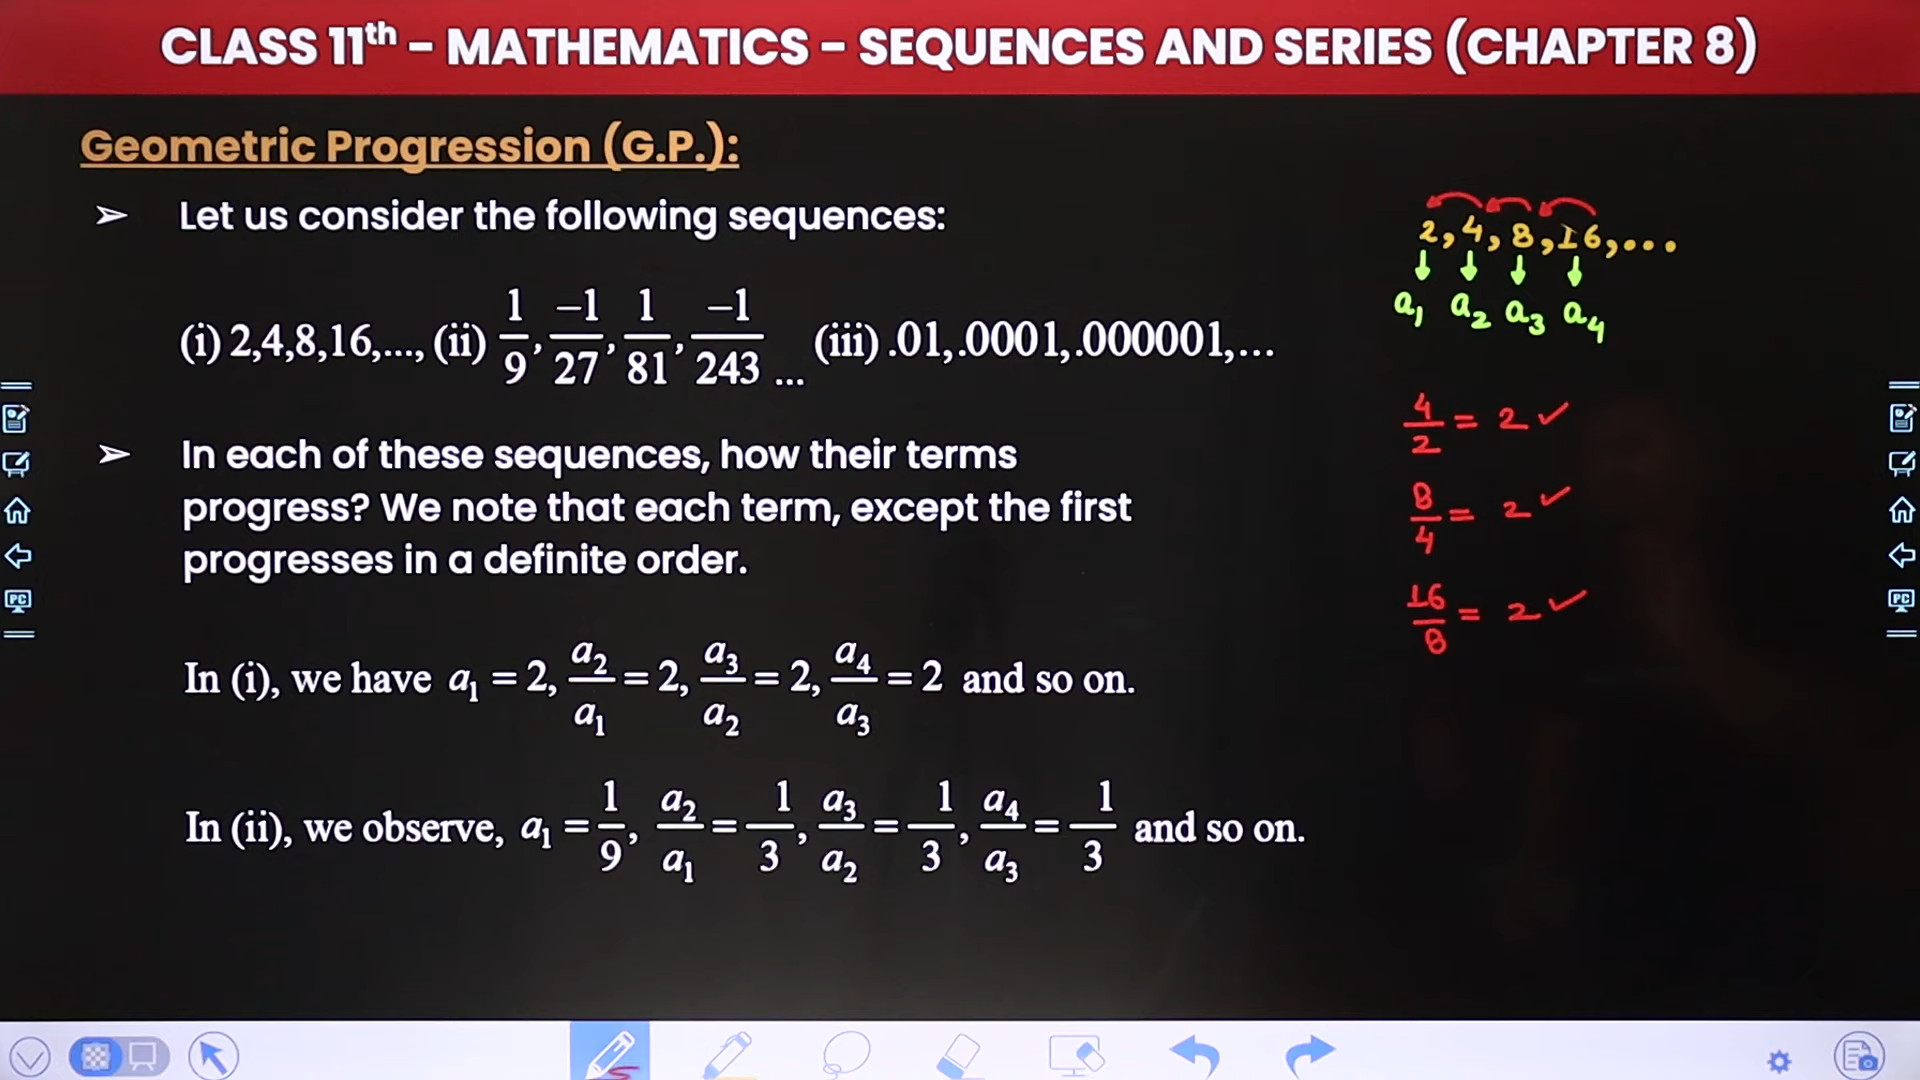 CLASS 11th – MATHEMATICS – SEQUENCES AND SERIES (CHAPTER 8)
Geometric Progression (G.P.):
➢ Let us consider the following sequences:
(i) 2,4,8,16,..., (ii) 1/9, –1/27, 1/81, –1/243 ... (iii) .01,.0001,.000001,...
➢ In each of these sequences, how their terms
progress? We note that each term, except the first
progresses in a definite order.
In (i), we have a₁ = 2, a₂/a₁ = 2, a₃/a₂ = 2, a₄/a₃ = 2 and so on.
In (ii), we observe, a₁ = 1/9, a₂/a₁ = 1/3, a₃/a₂ = 1/3, a₄/a₃ = 1/3 and so on.
2, 4, 8, 16, ...
↓ ↓ ↓ ↓
a₁ a₂ a₃ a₄
4/2 = 2 ✓
8/4 = 2 ✓
16/8 = 2 ✓
PC
PC